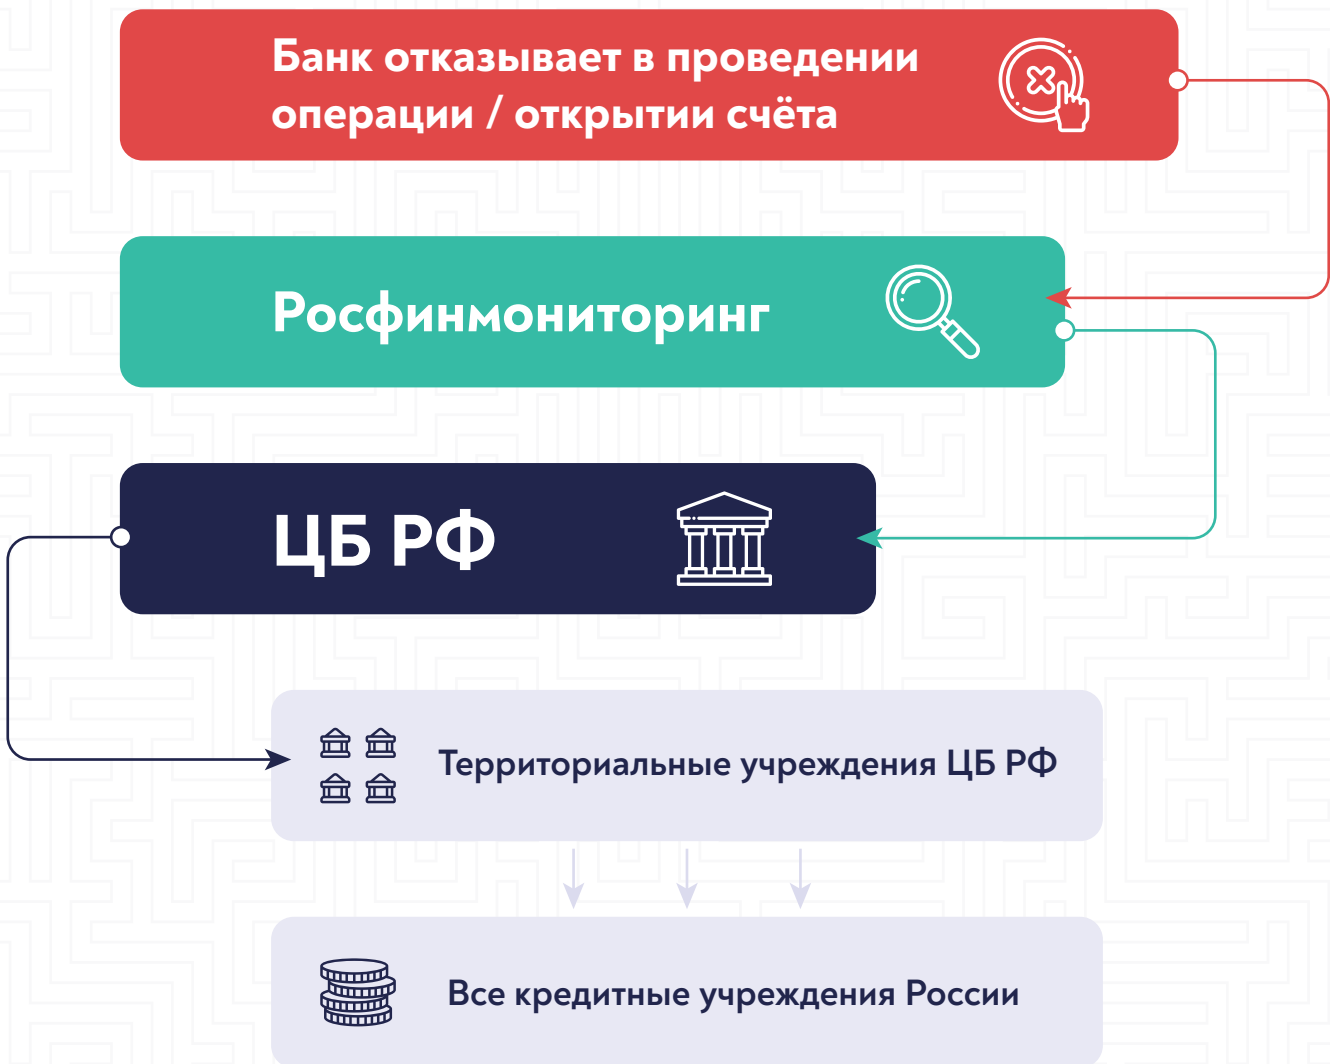 Банк отказывает в проведении
операции / открытии счёта
Росфинмониторинг
ЦБ РФ
Территориальные учреждения ЦБ РФ
Все кредитные учреждения России